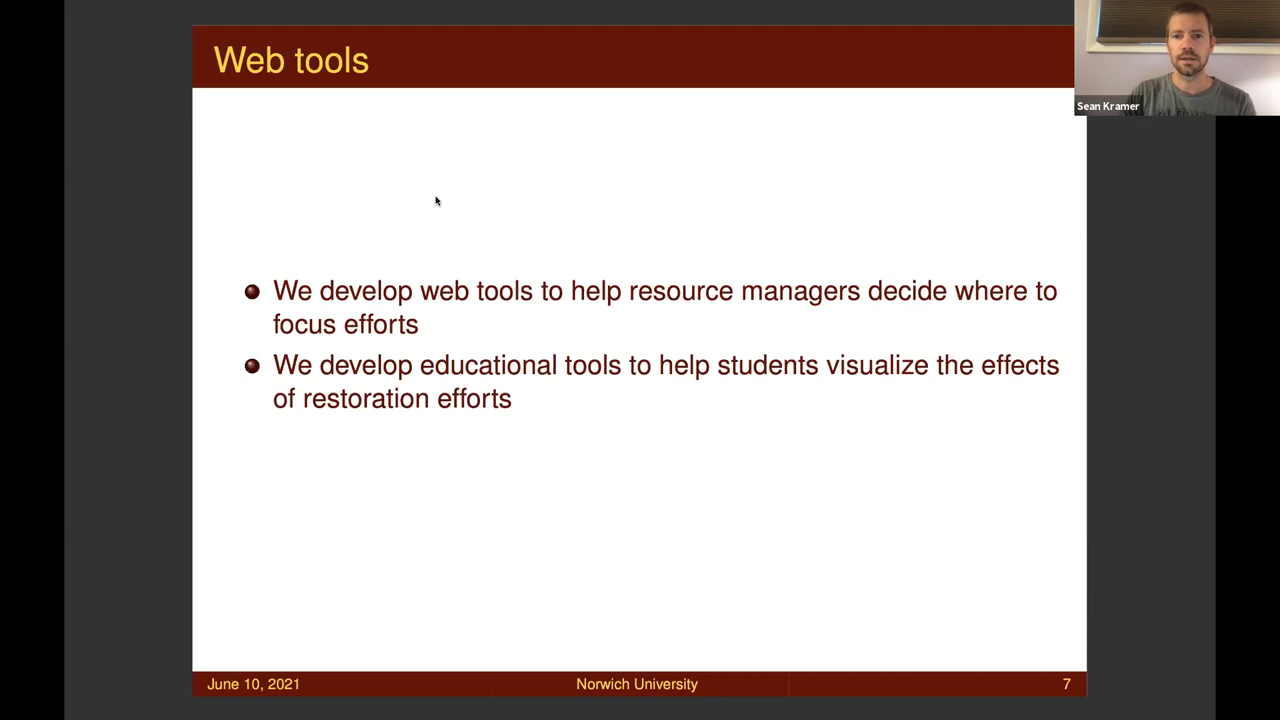 Web tools
Sean Kramer
We develop web tools to help resource managers decide where to
focus efforts
We develop educational tools to help students visualize the effects
of restoration efforts
June 10, 2021
Norwich University
7